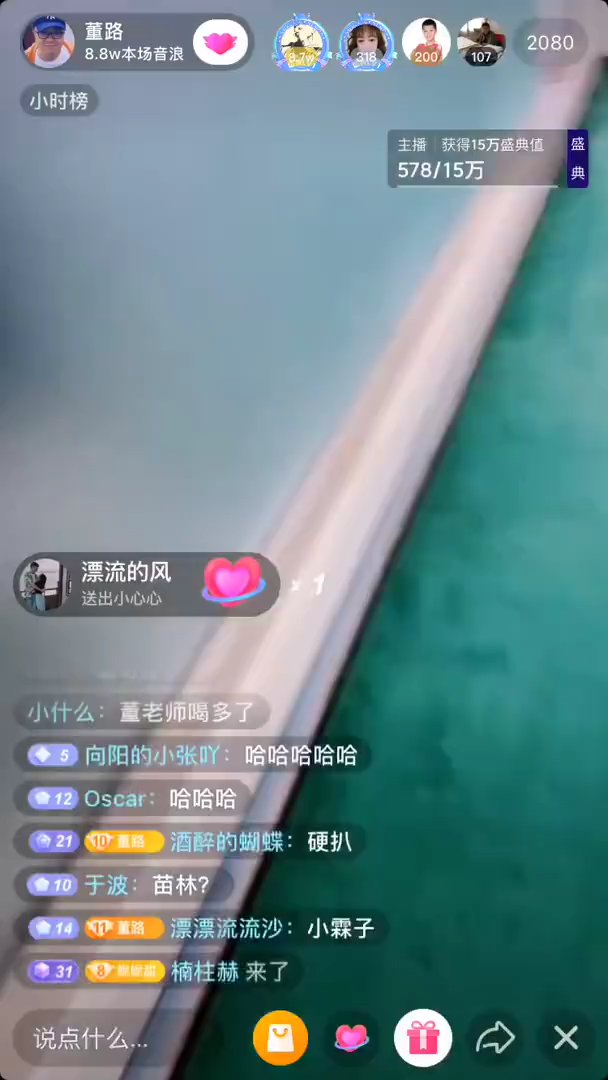 董路
8.8w本场音浪
9.7w
318
200
107
2080
小时榜
主播 获得15万盛典值
578/15万
盛典
漂流的风
送出小心心
× 1
小什么：董老师喝多了
5 向阳的小张吖：哈哈哈哈哈
12 Oscar：哈哈哈
21 10 董路 酒醉的蝴蝶：硬扒
10 于波：苗林?
14 11 董路 漂漂流流沙：小霖子
31 8 楠柱赫 来了
说点什么...